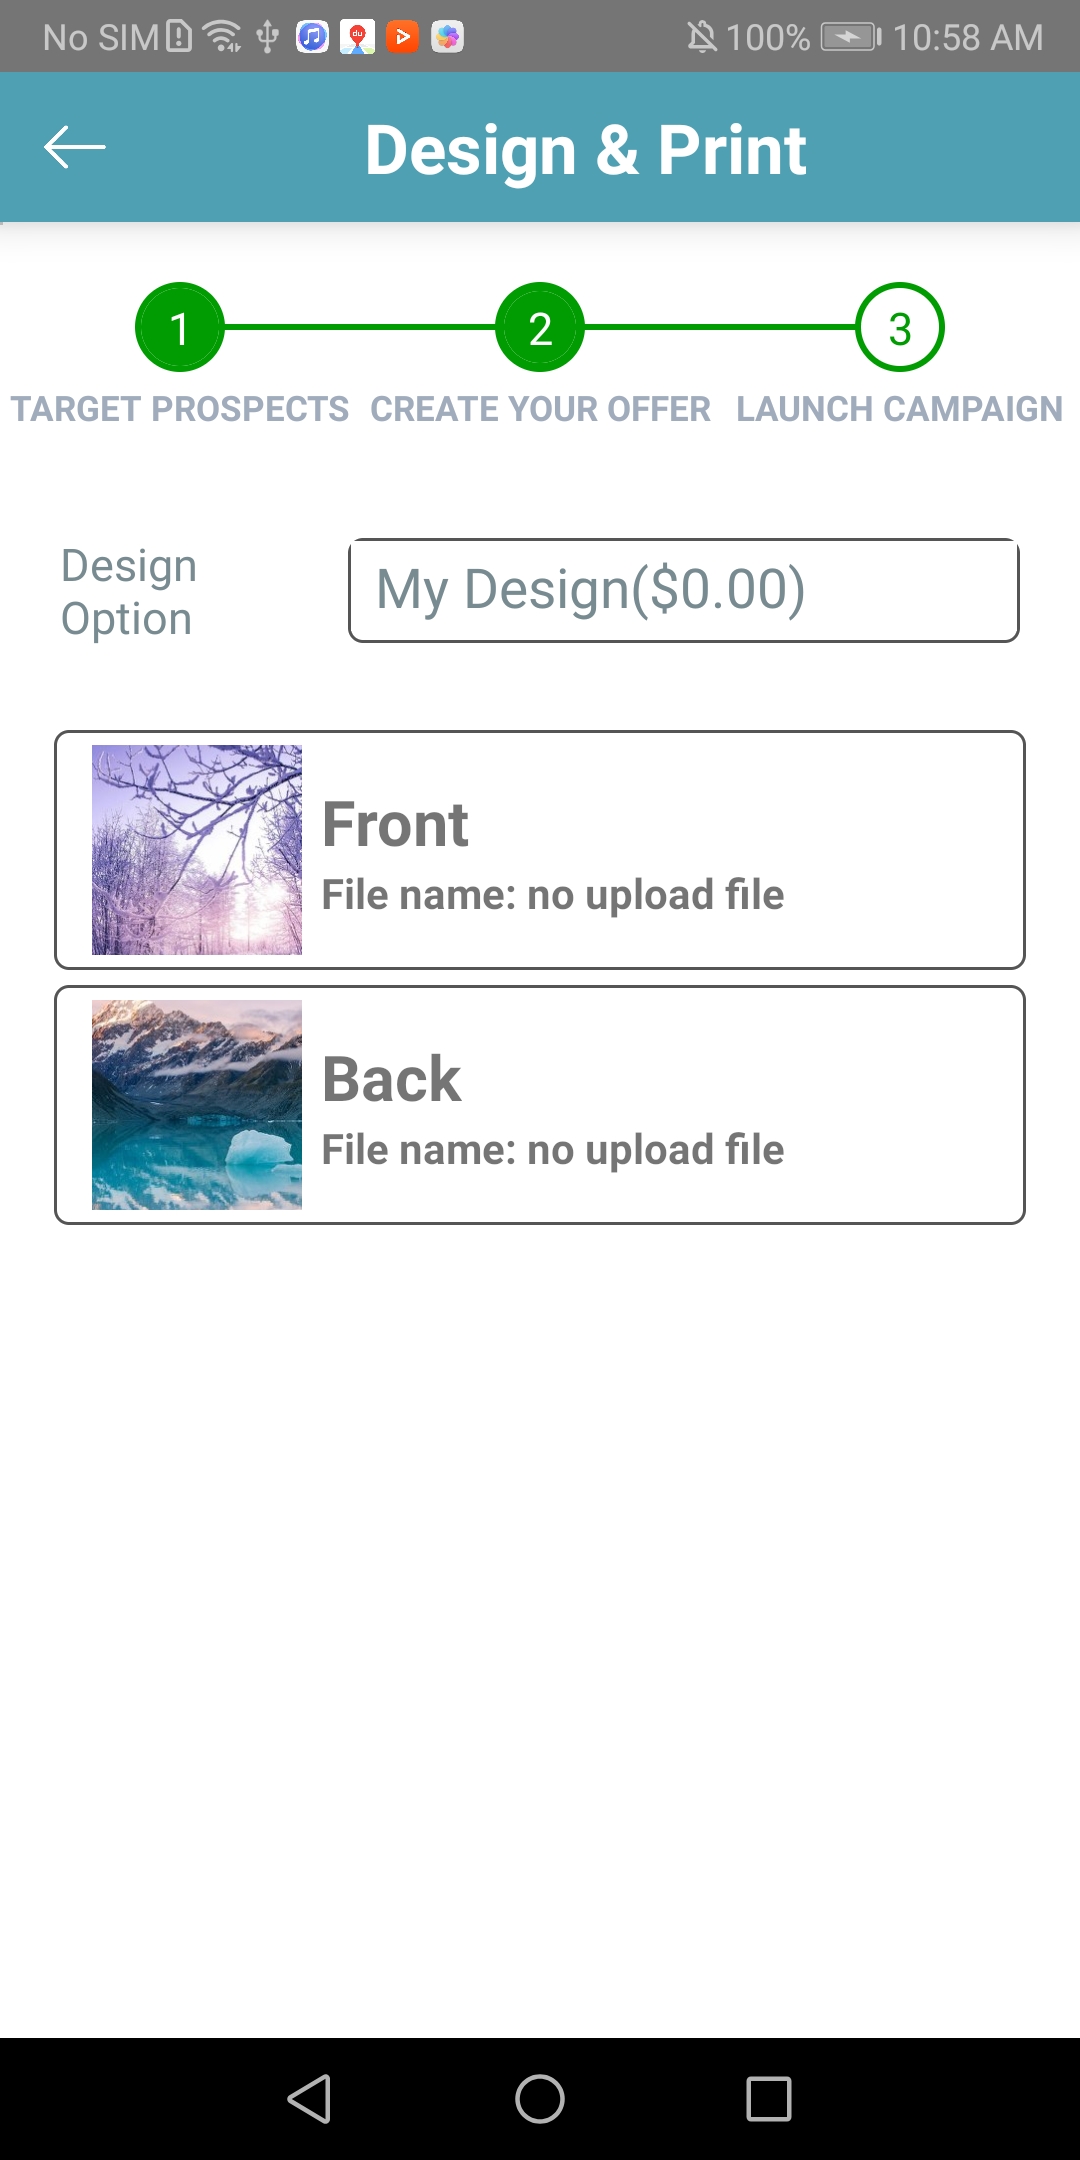 No SIM 100% 10:58 AM
Design & Print
1 2 3
TARGET PROSPECTS CREATE YOUR OFFER LAUNCH CAMPAIGN
Design
Option
My Design($0.00)
Front
File name: no upload file
Back
File name: no upload file